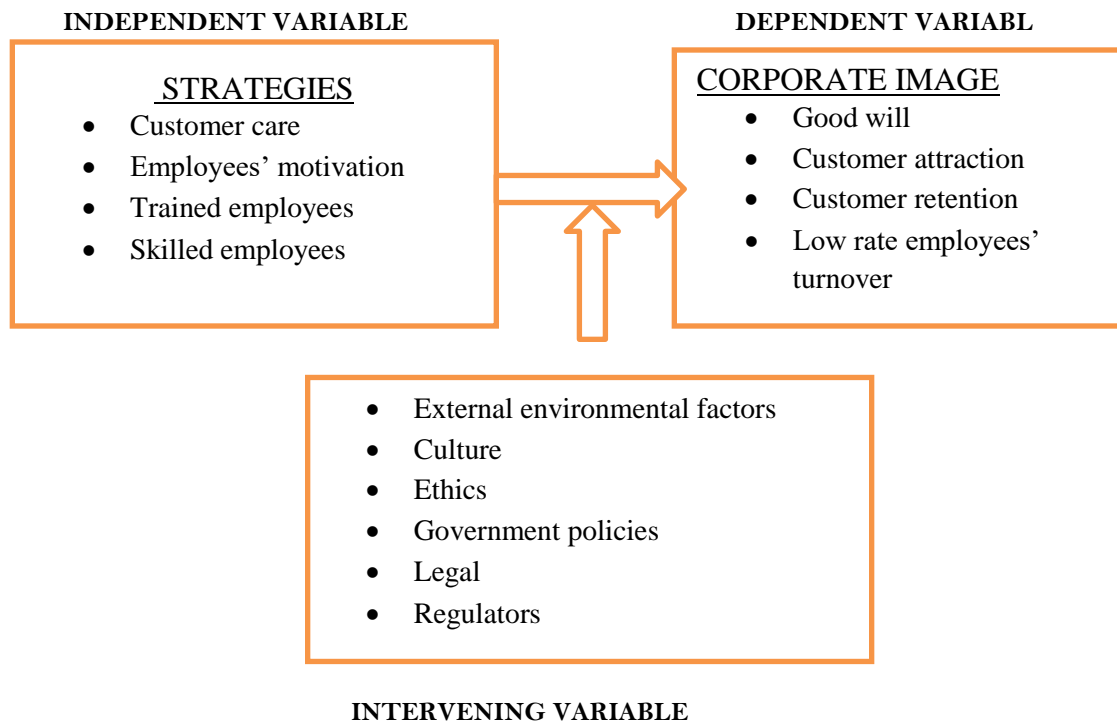 INDEPENDENT VARIABLE
DEPENDENT VARIABL
STRATEGIES
• Customer care
• Employees’ motivation
• Trained employees
• Skilled employees
CORPORATE IMAGE
• Good will
• Customer attraction
• Customer retention
• Low rate employees’
turnover
• External environmental factors
• Culture
• Ethics
• Government policies
• Legal
• Regulators
INTERVENING VARIABLE